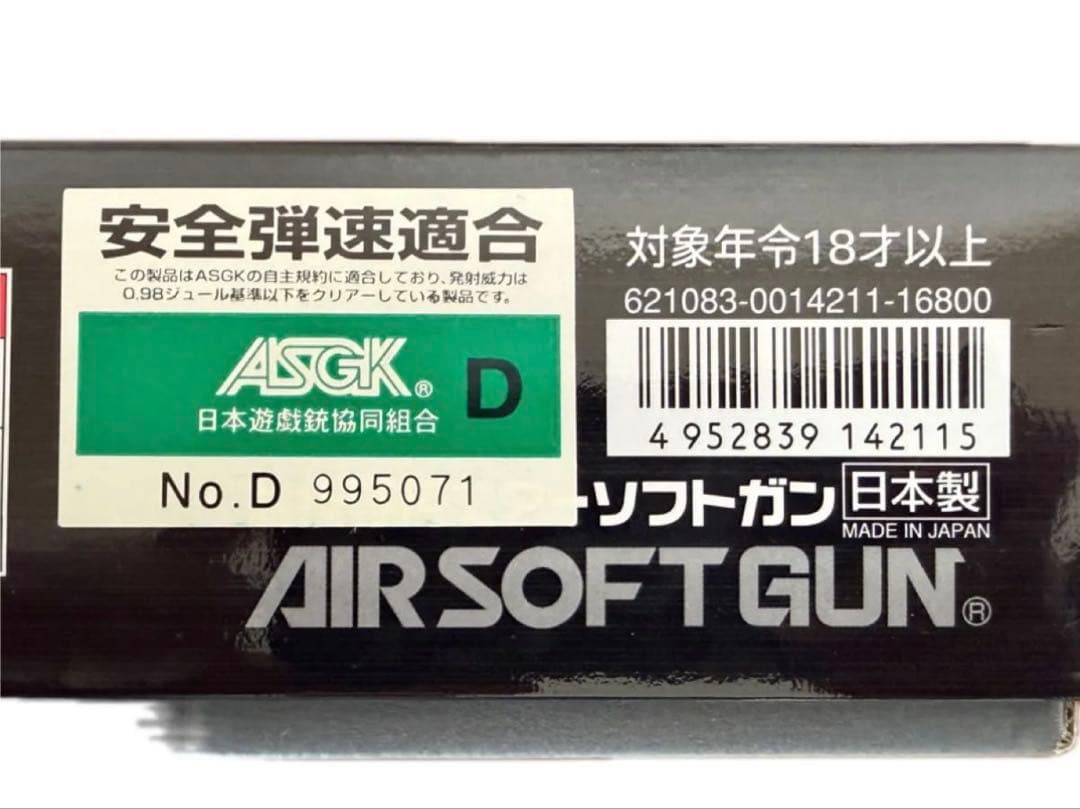 安全弾速適合
この製品はASGKの自主規約に適合しており、発射威力は
0.98ジュール基準以下をクリアーしている製品です。
ASGK® D
日本遊戯銃協同組合
No.D 995071
対象年令18才以上
621083-0014211-16800
4 952839 142115
ーソフトガン 日本製
MADE IN JAPAN
AIRSOFTGUN®